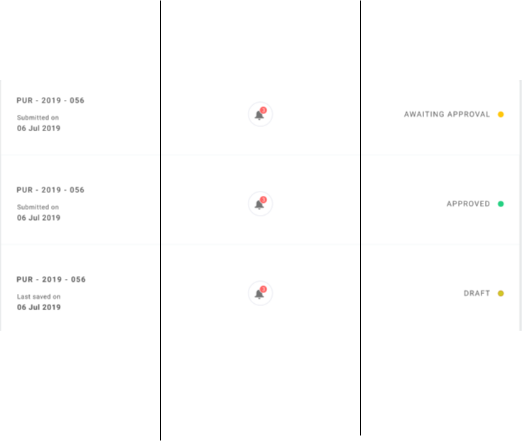 PUR - 2019 - 056
Submitted on
06 Jul 2019
AWAITING APPROVAL
PUR - 2019 - 056
Submitted on
06 Jul 2019
APPROVED
PUR - 2019 - 056
Last saved on
06 Jul 2019
DRAFT